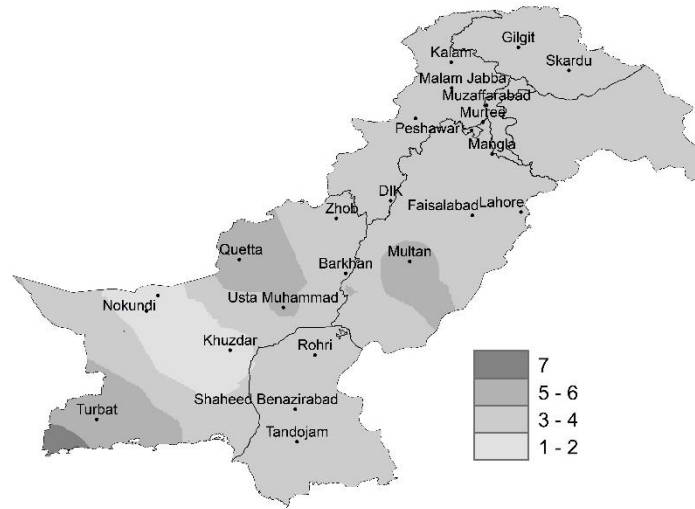 Gilgit
Kalam
Skardu
Malam Jabba
Muzaffarabad
Murree
Peshawar
Mangla
DIK
Zhob
Faisalabad
Lahore
Quetta
Multan
Barkhan
Usta Muhammad
Nokundi
Khuzdar
Rohri
7
5 - 6
Shaheed Benazirabad
3 - 4
Turbat
Tandojam
1 - 2